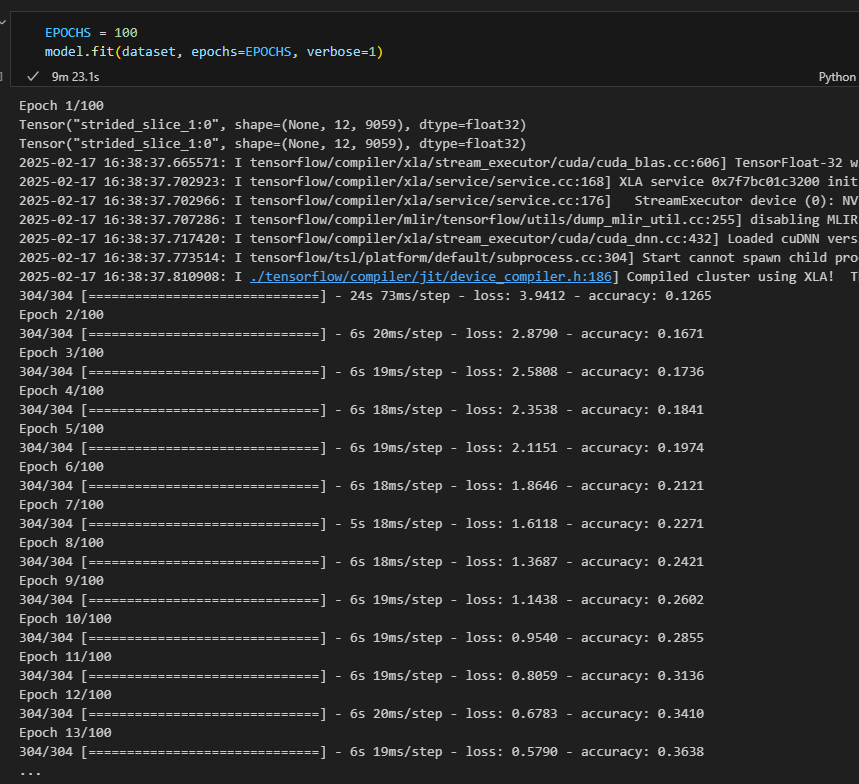 EPOCHS = 100
model.fit(dataset, epochs=EPOCHS, verbose=1)
9m 23.1s
Python
Epoch 1/100
Tensor("strided_slice_1:0", shape=(None, 12, 9059), dtype=float32)
Tensor("strided_slice_1:0", shape=(None, 12, 9059), dtype=float32)
2025-02-17 16:38:37.665571: I tensorflow/compiler/xla/stream_executor/cuda/cuda_blas.cc:606] TensorFloat-32 w
2025-02-17 16:38:37.702923: I tensorflow/compiler/xla/service/service.cc:168] XLA service 0x7f7bc01c3200 init
2025-02-17 16:38:37.702966: I tensorflow/compiler/xla/service/service.cc:176]   StreamExecutor device (0): NV
2025-02-17 16:38:37.707286: I tensorflow/compiler/mlir/tensorflow/utils/dump_mlir_util.cc:255] disabling MLIR
2025-02-17 16:38:37.717420: I tensorflow/compiler/xla/stream_executor/cuda/cuda_dnn.cc:432] Loaded cuDNN vers
2025-02-17 16:38:37.773514: I tensorflow/tsl/platform/default/subprocess.cc:304] Start cannot spawn child pro
2025-02-17 16:38:37.810908: I ./tensorflow/compiler/jit/device_compiler.h:186] Compiled cluster using XLA!  Th
304/304 [==============================] - 24s 73ms/step - loss: 3.9412 - accuracy: 0.1265
Epoch 2/100
304/304 [==============================] - 6s 20ms/step - loss: 2.8790 - accuracy: 0.1671
Epoch 3/100
304/304 [==============================] - 6s 19ms/step - loss: 2.5808 - accuracy: 0.1736
Epoch 4/100
304/304 [==============================] - 6s 18ms/step - loss: 2.3538 - accuracy: 0.1841
Epoch 5/100
304/304 [==============================] - 6s 19ms/step - loss: 2.1151 - accuracy: 0.1974
Epoch 6/100
304/304 [==============================] - 6s 18ms/step - loss: 1.8646 - accuracy: 0.2121
Epoch 7/100
304/304 [==============================] - 5s 18ms/step - loss: 1.6118 - accuracy: 0.2271
Epoch 8/100
304/304 [==============================] - 6s 18ms/step - loss: 1.3687 - accuracy: 0.2421
Epoch 9/100
304/304 [==============================] - 6s 19ms/step - loss: 1.1438 - accuracy: 0.2602
Epoch 10/100
304/304 [==============================] - 6s 19ms/step - loss: 0.9540 - accuracy: 0.2855
Epoch 11/100
304/304 [==============================] - 6s 19ms/step - loss: 0.8059 - accuracy: 0.3136
Epoch 12/100
304/304 [==============================] - 6s 20ms/step - loss: 0.6783 - accuracy: 0.3410
Epoch 13/100
304/304 [==============================] - 6s 19ms/step - loss: 0.5790 - accuracy: 0.3638
...